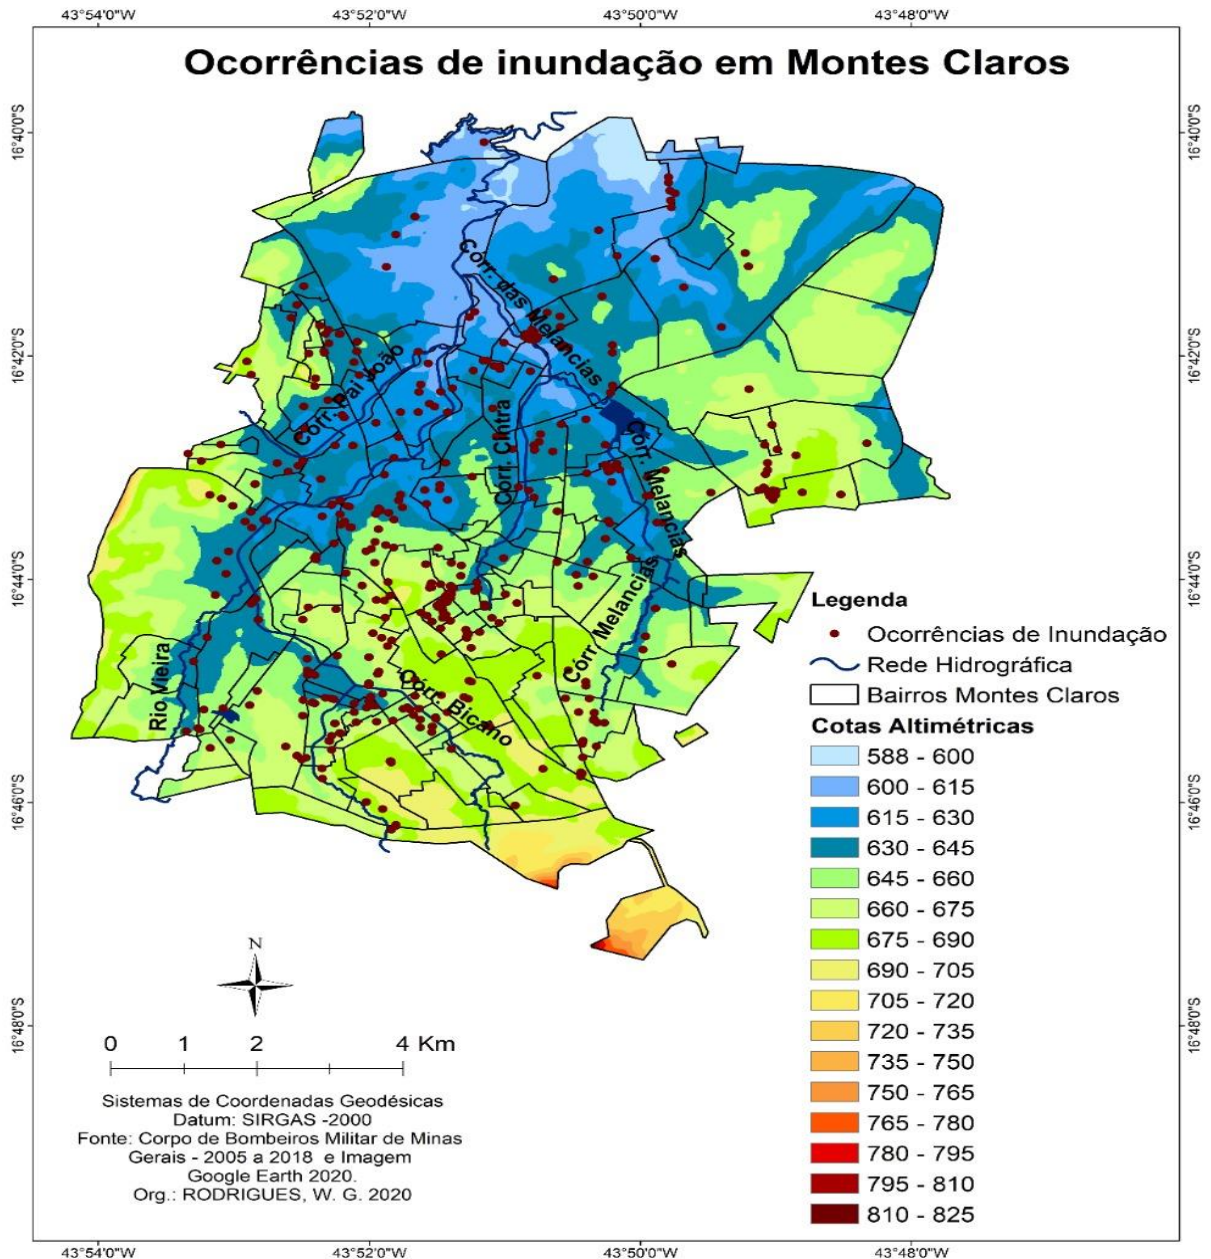 43°54'0"W 43°52'0"W 43°50'0"W 43°48'0"W
Ocorrências de inundação em Montes Claros
16°40'0"S 16°40'0"S
Córr. das Melancias
16°42'0"S 16°42'0"S
Córr. Pai João
Córr. Cintra
Córr. Melancias
16°44'0"S 16°44'0"S
Córr Melancias
Rio Vieira
Córr. Bicano
16°46'0"S 16°46'0"S
16°48'0"S 16°48'0"S
Legenda
Ocorrências de Inundação
Rede Hidrográfica
Bairros Montes Claros
Cotas Altimétricas
588 - 600
600 - 615
615 - 630
630 - 645
645 - 660
660 - 675
675 - 690
690 - 705
705 - 720
720 - 735
735 - 750
750 - 765
765 - 780
780 - 795
795 - 810
810 - 825
N
0 1 2 4 Km
Sistemas de Coordenadas Geodésicas
Datum: SIRGAS -2000
Fonte: Corpo de Bombeiros Militar de Minas
Gerais - 2005 a 2018 e Imagem
Google Earth 2020.
Org.: RODRIGUES, W. G. 2020
43°54'0"W 43°52'0"W 43°50'0"W 43°48'0"W